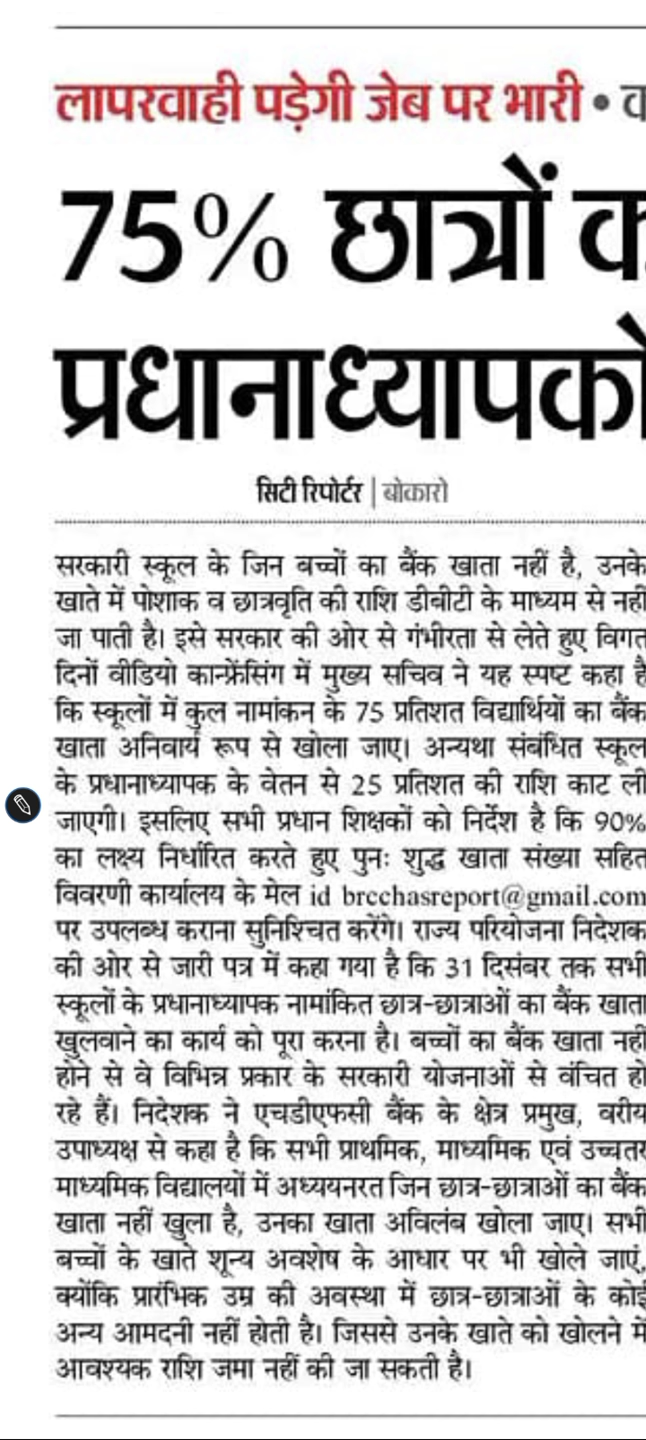 लापरवाही पड़ेगी जेब पर भारी •
75% छात्रों
प्रधानाध्यापकों
सिटी रिपोर्टर | बोकारो
सरकारी स्कूल के जिन बच्चों का बैंक खाता नहीं है, उनके
खाते में पोशाक व छात्रवृति की राशि डीबीटी के माध्यम से नहीं
जा पाती है। इसे सरकार की ओर से गंभीरता से लेते हुए विगत
दिनों वीडियो कान्फ्रेंसिंग में मुख्य सचिव ने यह स्पष्ट कहा है
कि स्कूलों में कुल नामांकन के 75 प्रतिशत विद्यार्थियों का बैंक
खाता अनिवार्य रूप से खोला जाए। अन्यथा संबंधित स्कूल
के प्रधानाध्यापक के वेतन से 25 प्रतिशत की राशि काट ली
जाएगी। इसलिए सभी प्रधान शिक्षकों को निर्देश है कि 90%
का लक्ष्य निर्धारित करते हुए पुनः शुद्ध खाता संख्या सहित
विवरणी कार्यालय के मेल id brcchasreport@gmail.com
पर उपलब्ध कराना सुनिश्चित करेंगे। राज्य परियोजना निदेशक
की ओर से जारी पत्र में कहा गया है कि 31 दिसंबर तक सभी
स्कूलों के प्रधानाध्यापक नामांकित छात्र-छात्राओं का बैंक खाता
खुलवाने का कार्य को पूरा करना है। बच्चों का बैंक खाता नहीं
होने से वे विभिन्न प्रकार के सरकारी योजनाओं से वंचित हो
रहे हैं। निदेशक ने एचडीएफसी बैंक के क्षेत्र प्रमुख, वरीय
उपाध्यक्ष से कहा है कि सभी प्राथमिक, माध्यमिक एवं उच्चतर
माध्यमिक विद्यालयों में अध्ययनरत जिन छात्र-छात्राओं का बैंक
खाता नहीं खुला है, उनका खाता अविलंब खोला जाए। सभी
बच्चों के खाते शून्य अवशेष के आधार पर भी खोले जाएं,
क्योंकि प्रारंभिक उम्र की अवस्था में छात्र-छात्राओं के कोई
अन्य आमदनी नहीं होती है। जिससे उनके खाते को खोलने में
आवश्यक राशि जमा नहीं की जा सकती है।